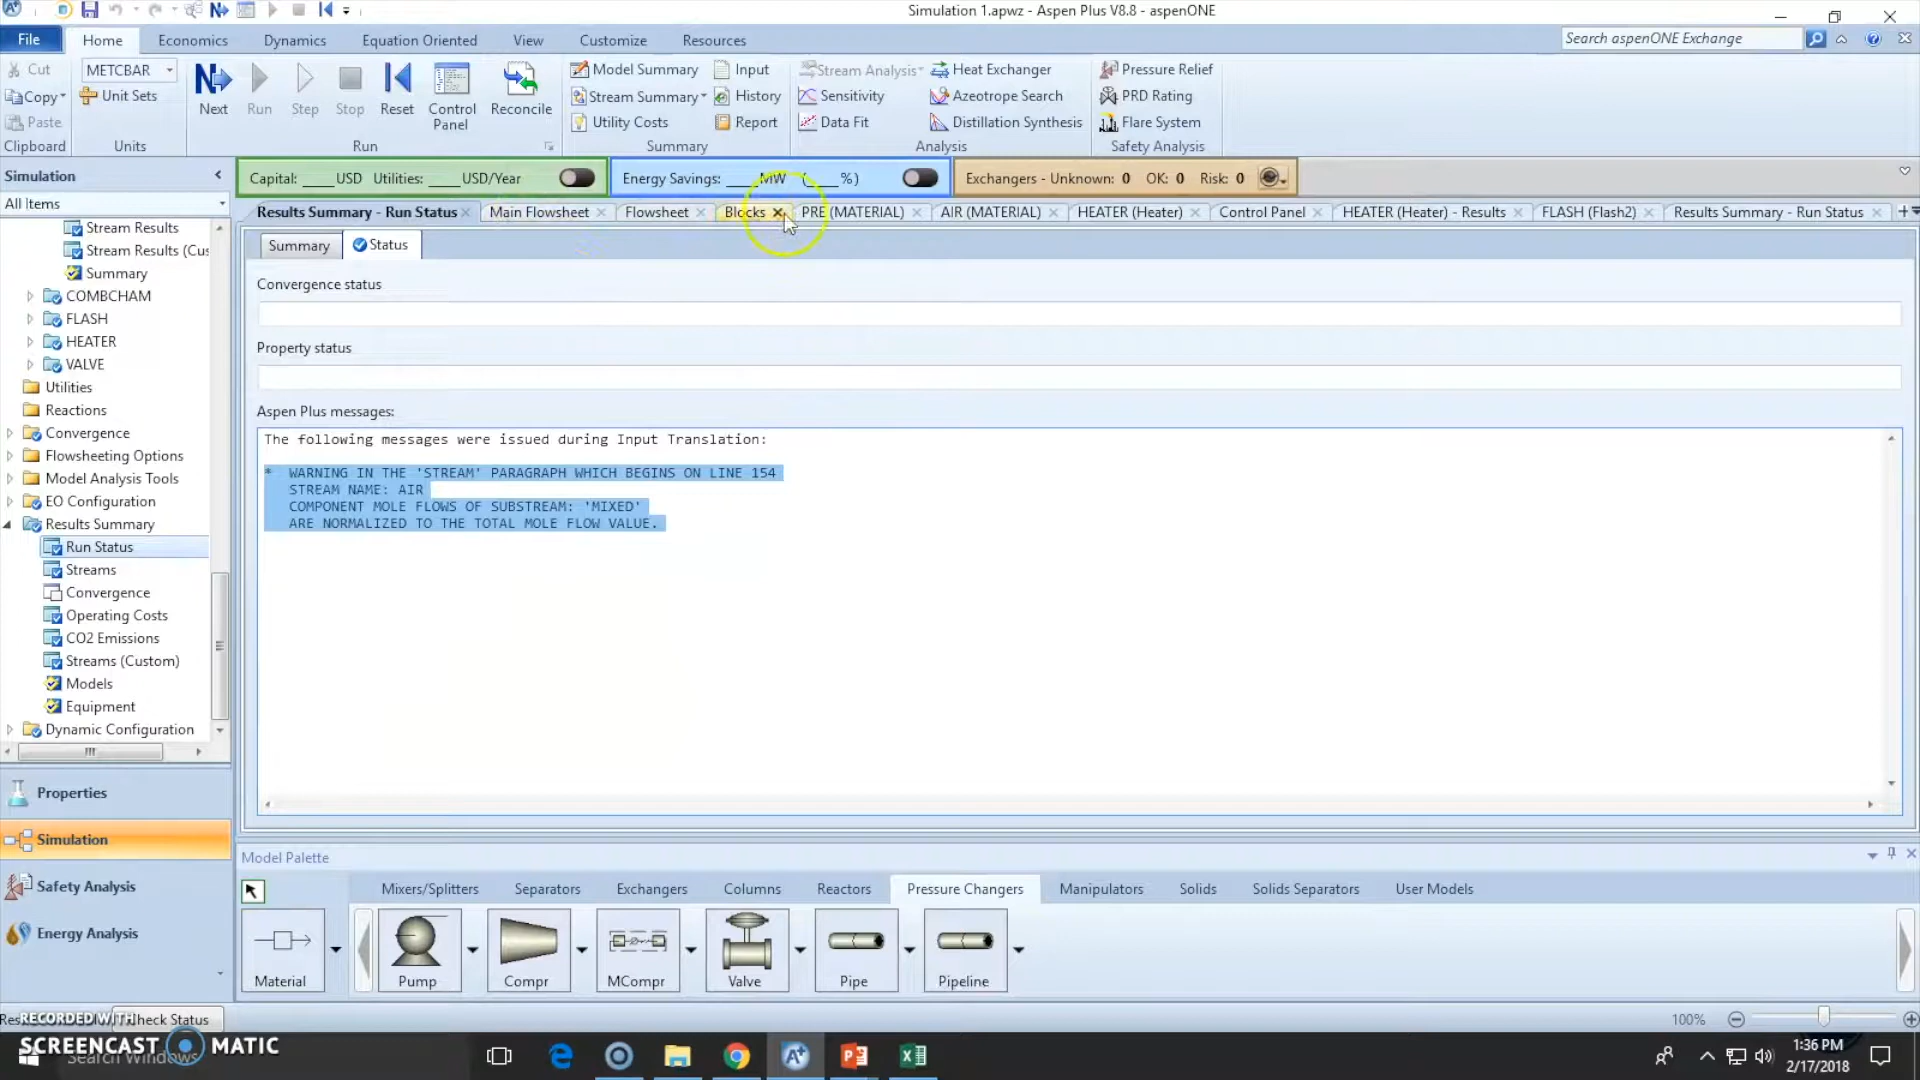 Simulation 1.apwz - Aspen Plus V8.8 - aspenONE
File Home Economics Dynamics Equation Oriented View Customize Resources Search aspenONE Exchange
Cut METCBAR Model Summary Input Stream Analysis Heat Exchanger Pressure Relief
Copy Unit Sets Next Run Step Stop Reset Control Panel Reconcile Stream Summary History Sensitivity Azeotrope Search PRD Rating
Paste Utility Costs Report Data Fit Distillation Synthesis Flare System
Clipboard Units Run Summary Analysis Safety Analysis
Simulation Capital: ____USD Utilities: ____USD/Year Energy Savings: ____MW (____%) Exchangers - Unknown: 0 OK: 0 Risk: 0
All Items Results Summary - Run Status Main Flowsheet Flowsheet Blocks PRE (MATERIAL) AIR (MATERIAL) HEATER (Heater) Control Panel HEATER (Heater) - Results FLASH (Flash2) Results Summary - Run Status
Stream Results
Stream Results (Cus
Summary
COMBCHAM
FLASH
HEATER
VALVE
Utilities
Reactions
Convergence
Flowsheeting Options
Model Analysis Tools
EO Configuration
Results Summary
Run Status
Streams
Convergence
Operating Costs
CO2 Emissions
Streams (Custom)
Models
Equipment
Dynamic Configuration
Properties
Simulation
Safety Analysis
Energy Analysis
Summary Status
Convergence status
Property status
Aspen Plus messages:
The following messages were issued during Input Translation:
* WARNING IN THE 'STREAM' PARAGRAPH WHICH BEGINS ON LINE 154
STREAM NAME: AIR
COMPONENT MOLE FLOWS OF SUBSTREAM: 'MIXED'
ARE NORMALIZED TO THE TOTAL MOLE FLOW VALUE.
Model Palette
Mixers/Splitters Separators Exchangers Columns Reactors Pressure Changers Manipulators Solids Solids Separators User Models
Material Pump Compr MCompr Valve Pipe Pipeline
RECORDED WITH Check Status 100%
SCREENCAST MATIC
Search Windows
1:36 PM
2/17/2018